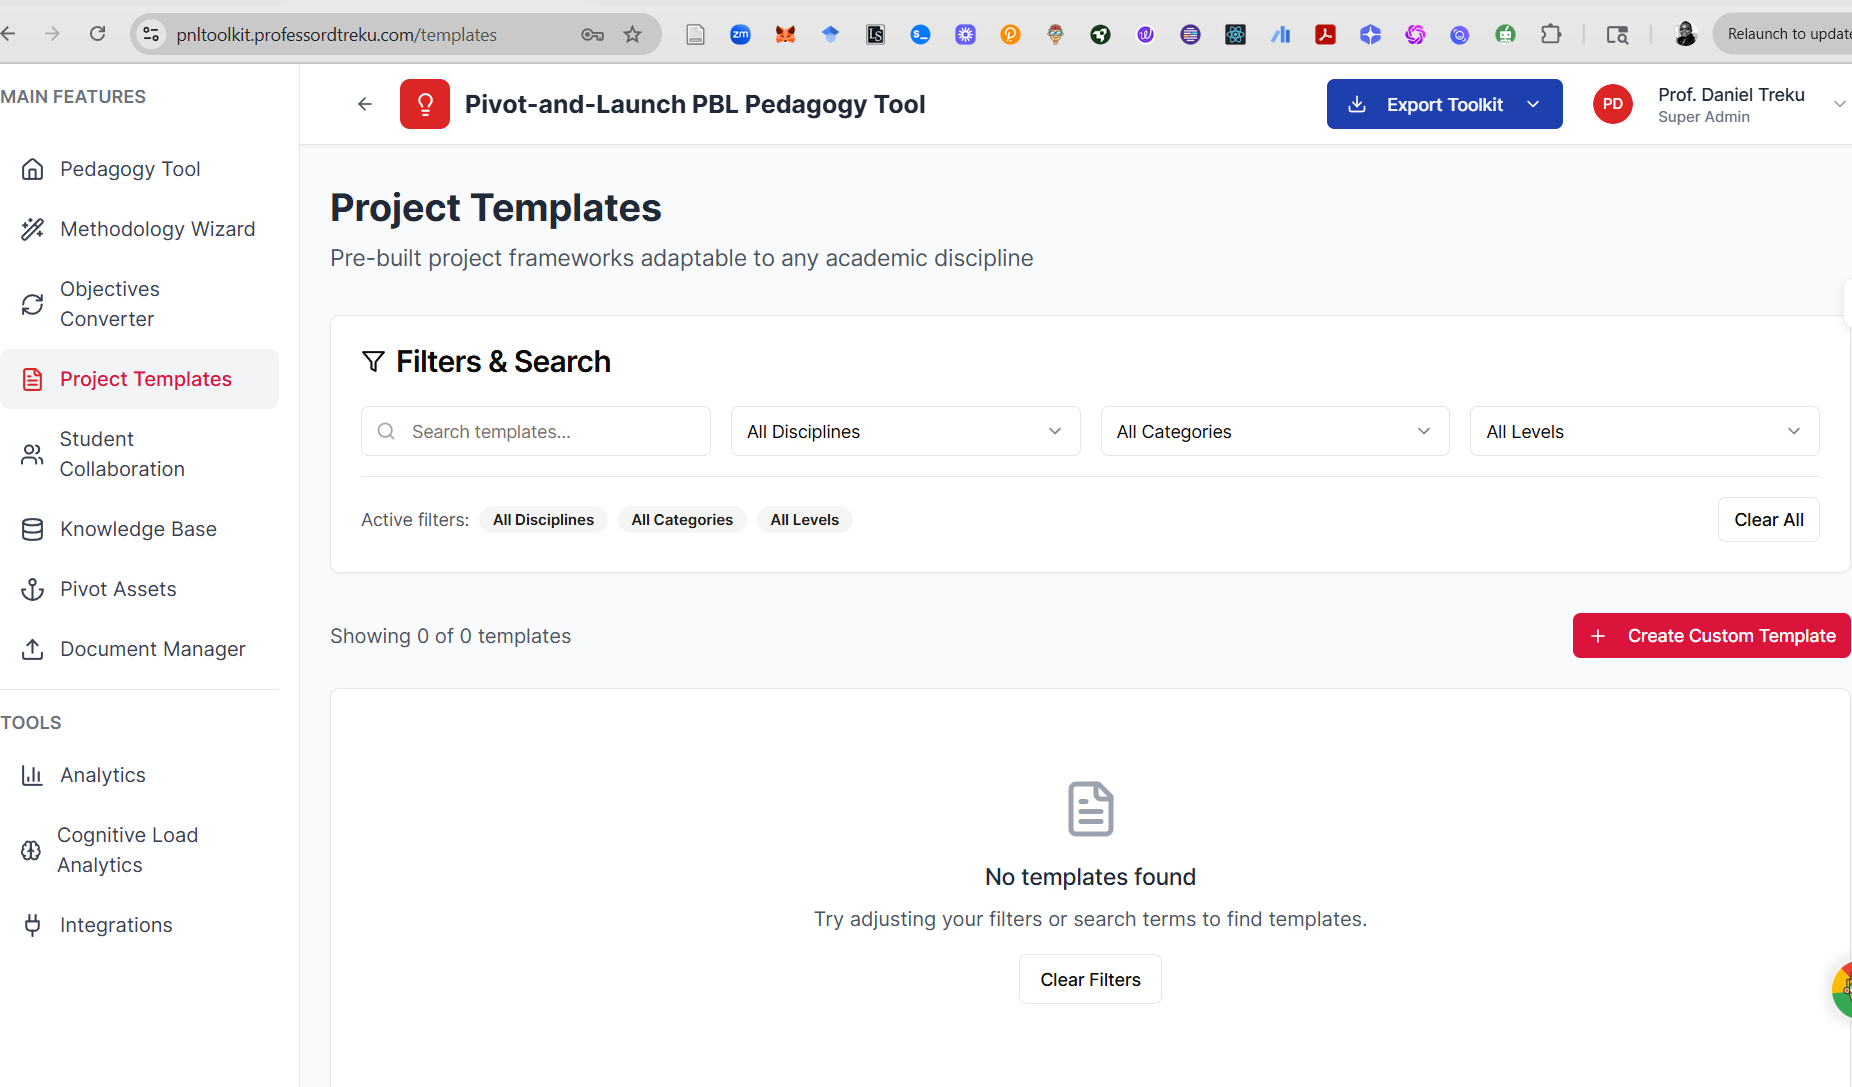 pnltoolkit.professordtreku.com/templates
zm
LS
Relaunch to update
MAIN FEATURES
Pedagogy Tool
Methodology Wizard
Objectives
Converter
Project Templates
Student
Collaboration
Knowledge Base
Pivot Assets
Document Manager
TOOLS
Analytics
Cognitive Load
Analytics
Integrations
Pivot-and-Launch PBL Pedagogy Tool
Export Toolkit
PD
Prof. Daniel Treku
Super Admin
Project Templates
Pre-built project frameworks adaptable to any academic discipline
Filters & Search
Search templates...
All Disciplines
All Categories
All Levels
Active filters:
All Disciplines
All Categories
All Levels
Clear All
Showing 0 of 0 templates
Create Custom Template
No templates found
Try adjusting your filters or search terms to find templates.
Clear Filters